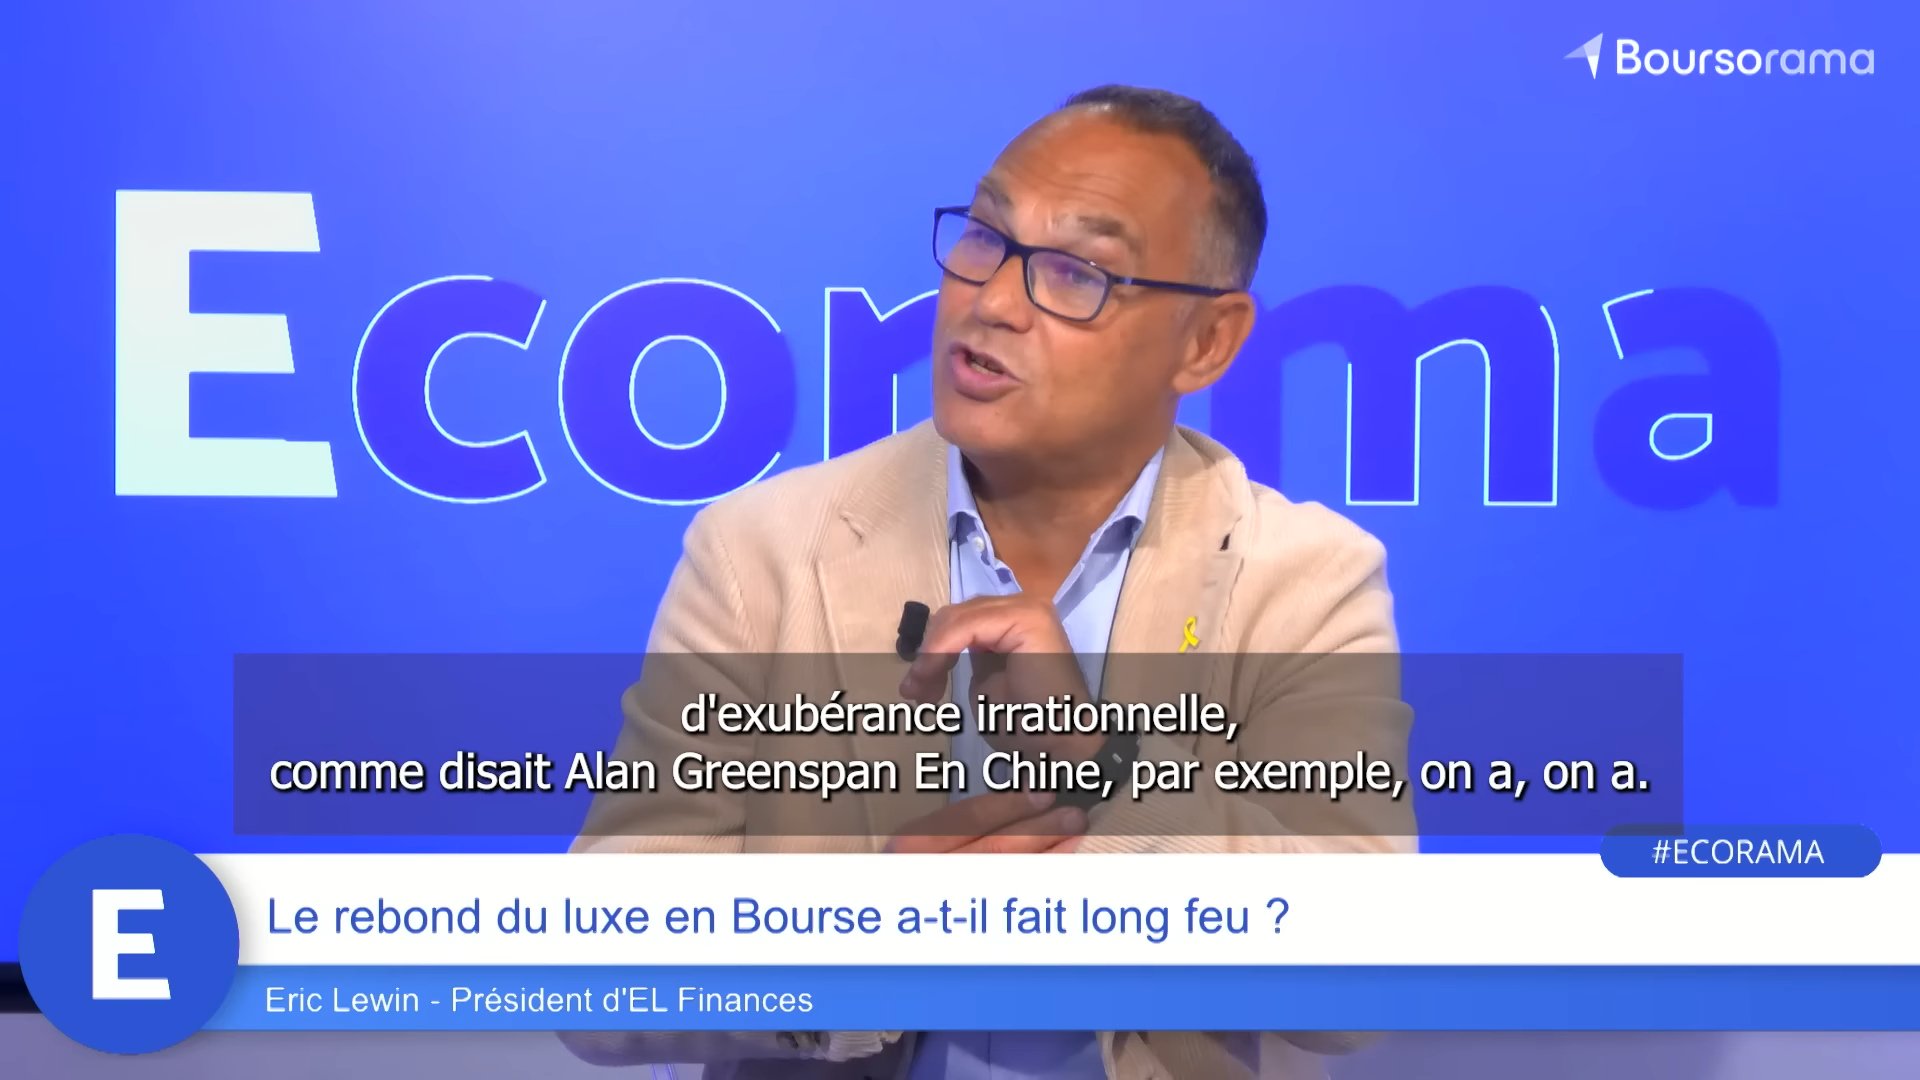 Boursorama
Ecorama
d'exubérance irrationnelle,
comme disait Alan Greenspan En Chine, par exemple, on a, on a.
#ECORAMA
E
Le rebond du luxe en Bourse a-t-il fait long feu ?
Eric Lewin - Président d'EL Finances